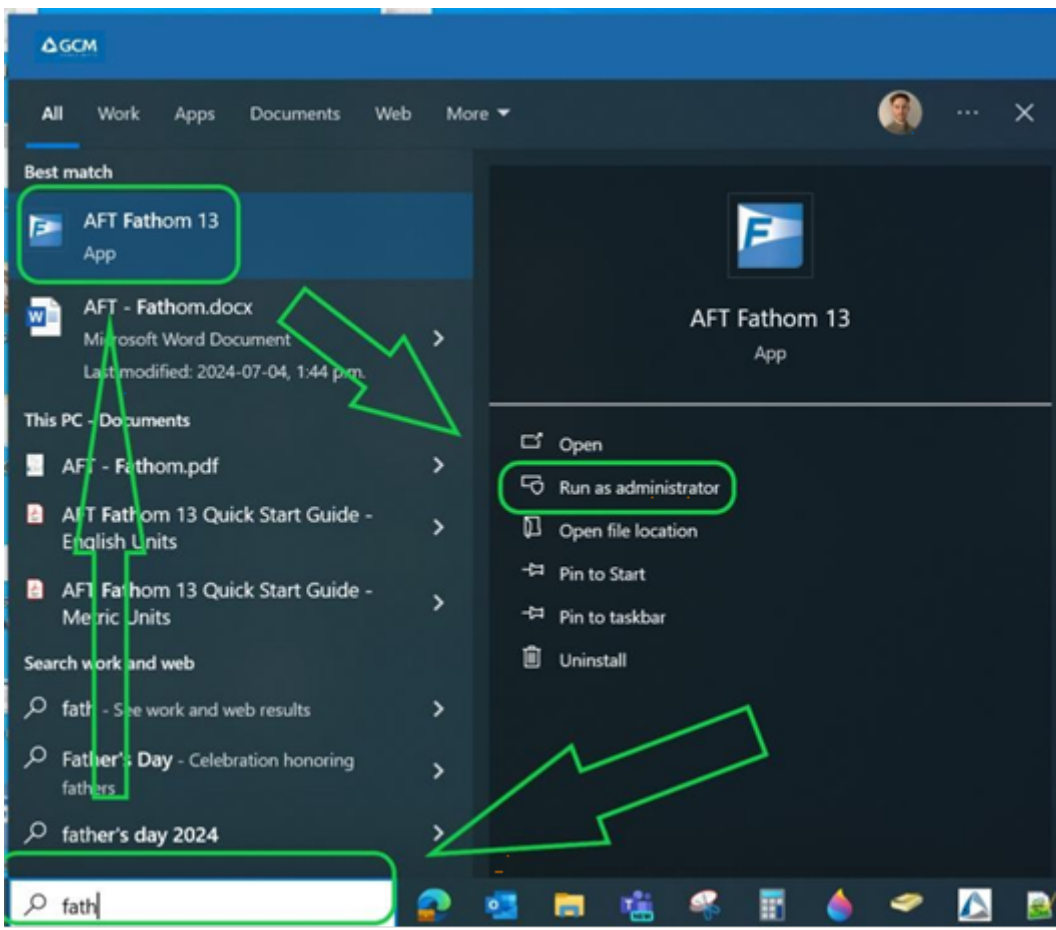 GCM
All Work Apps Documents Web More
Best match
AFT Fathom 13
App
AFT - Fathom.docx
Microsoft Word Document
Last modified: 2024-07-04, 1:44 p.m.
This PC - Documents
AFT - Fathom.pdf
AFT Fathom 13 Quick Start Guide -
English Units
AFT Fathom 13 Quick Start Guide -
Metric Units
Search work and web
fath - See work and web results
Father's Day - Celebration honoring
fathers
father's day 2024
fath
AFT Fathom 13
App
Open
Run as administrator
Open file location
Pin to Start
Pin to taskbar
Uninstall